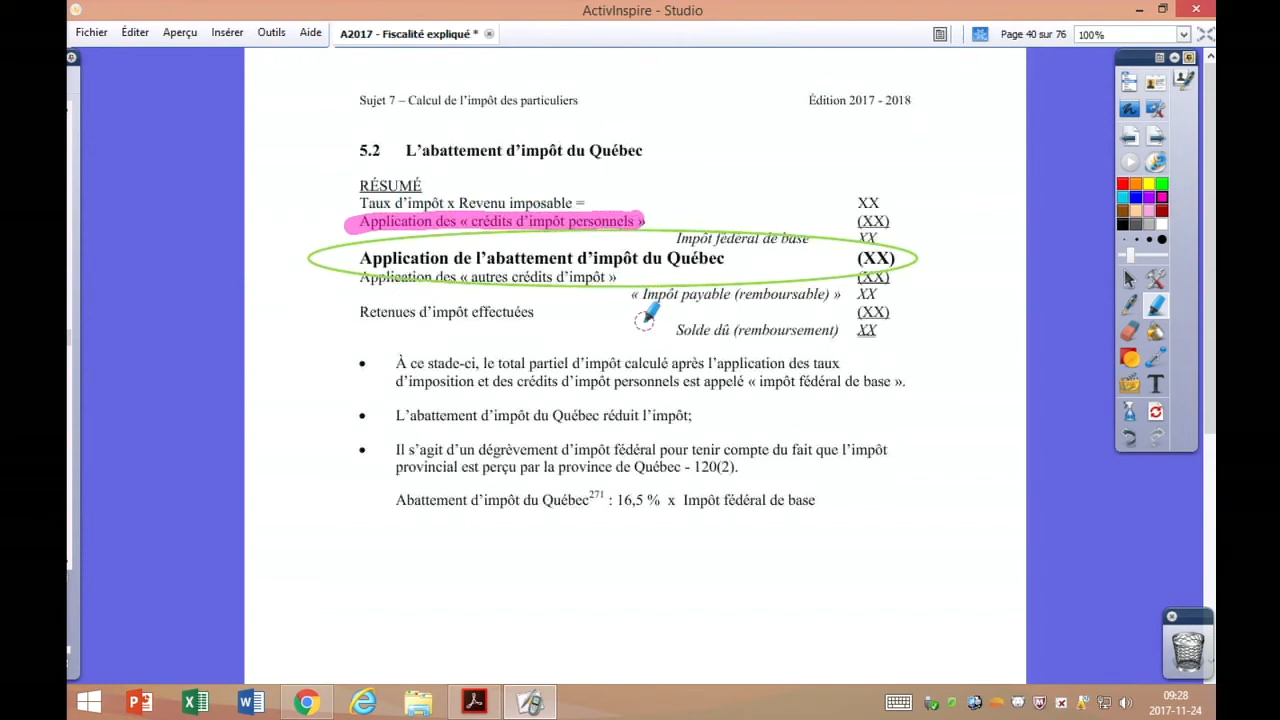 ActivInspire - Studio
Fichier Éditer Aperçu Insérer Outils Aide
A2017 - Fiscalité expliqué *
Page 40 sur 76
100%
Sujet 7 – Calcul de l’impôt des particuliers Édition 2017 - 2018
5.2 L’abattement d’impôt du Québec
RÉSUMÉ
Taux d’impôt x Revenu imposable = XX
Application des « crédits d’impôt personnels » (XX)
Impôt fédéral de base XX
Application de l’abattement d’impôt du Québec (XX)
Application des « autres crédits d’impôt » (XX)
« Impôt payable (remboursable) » XX
Retenues d’impôt effectuées (XX)
Solde dû (remboursement) XX
• À ce stade-ci, le total partiel d’impôt calculé après l’application des taux
d’imposition et des crédits d’impôt personnels est appelé « impôt fédéral de base ».
• L’abattement d’impôt du Québec réduit l’impôt;
• Il s’agit d’un dégrèvement d’impôt fédéral pour tenir compte du fait que l’impôt
provincial est perçu par la province de Québec - 120(2).
Abattement d’impôt du Québec271 : 16,5 % x Impôt fédéral de base
09:28
2017-11-24